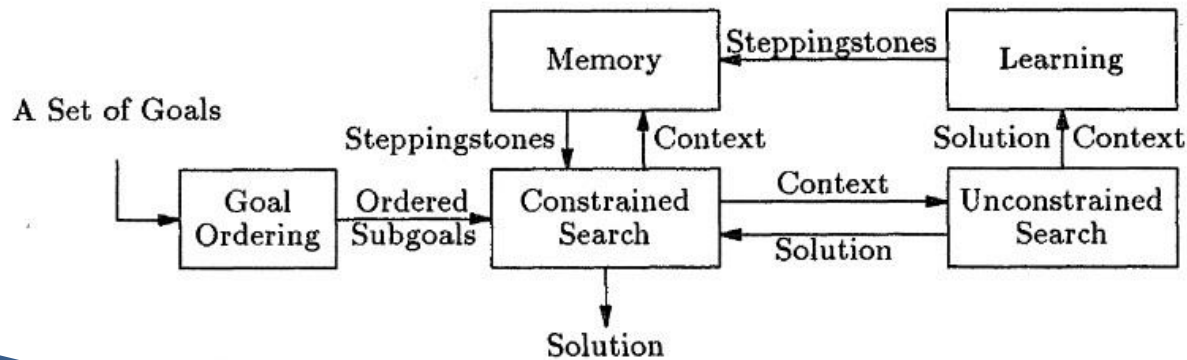 Steppingstones
Memory
Learning
A Set of Goals
Steppingstones
Context
Solution
Context
Goal
Ordering
Ordered
Subgoals
Constrained
Search
Context
Solution
Unconstrained
Search
Solution